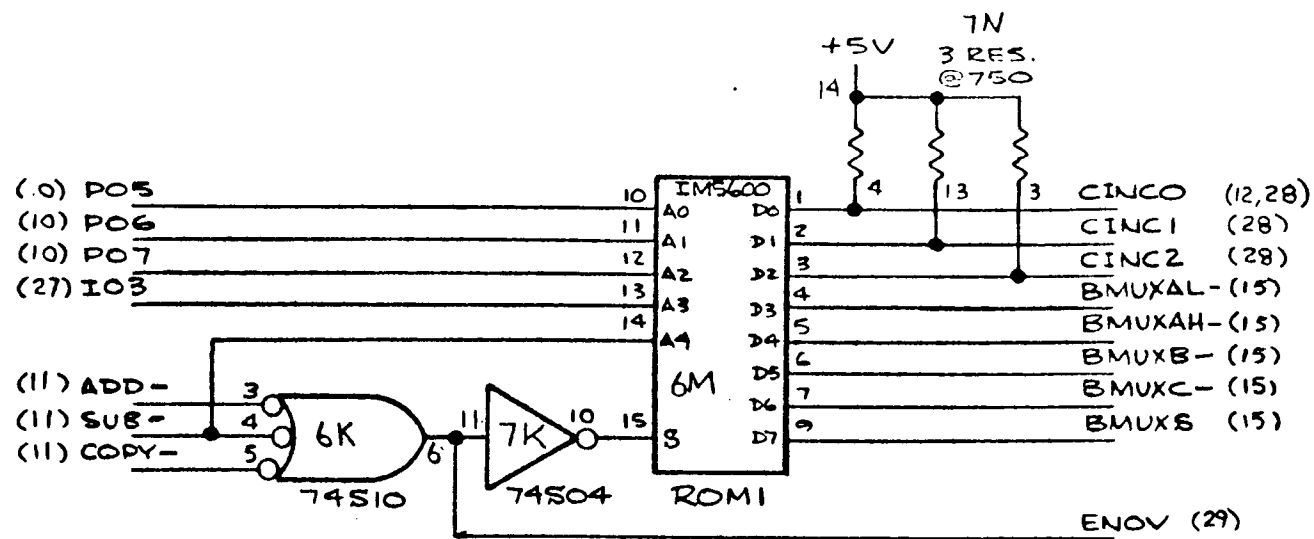 7N
3 RES.
@750
+5V
14
4
13
3
(.0) PO5
(10) PO6
(10) PO7
(27) IO3
10
11
12
13
14
IM5600
A0
A1
A2
A3
A4
S
D0
D1
D2
D3
D4
D5
D6
D7
6M
ROM1
1
2
3
4
5
6
7
9
CINC0 (12,28)
CINC1 (28)
CINC2 (28)
BMUXAL- (15)
BMUXAH- (15)
BMUXB- (15)
BMUXC- (15)
BMUXS (15)
(11) ADD-
(11) SUB-
(11) COPY-
3
4
5
6K
6
74S10
11
7K
10
15
74S04
ENOV (29)